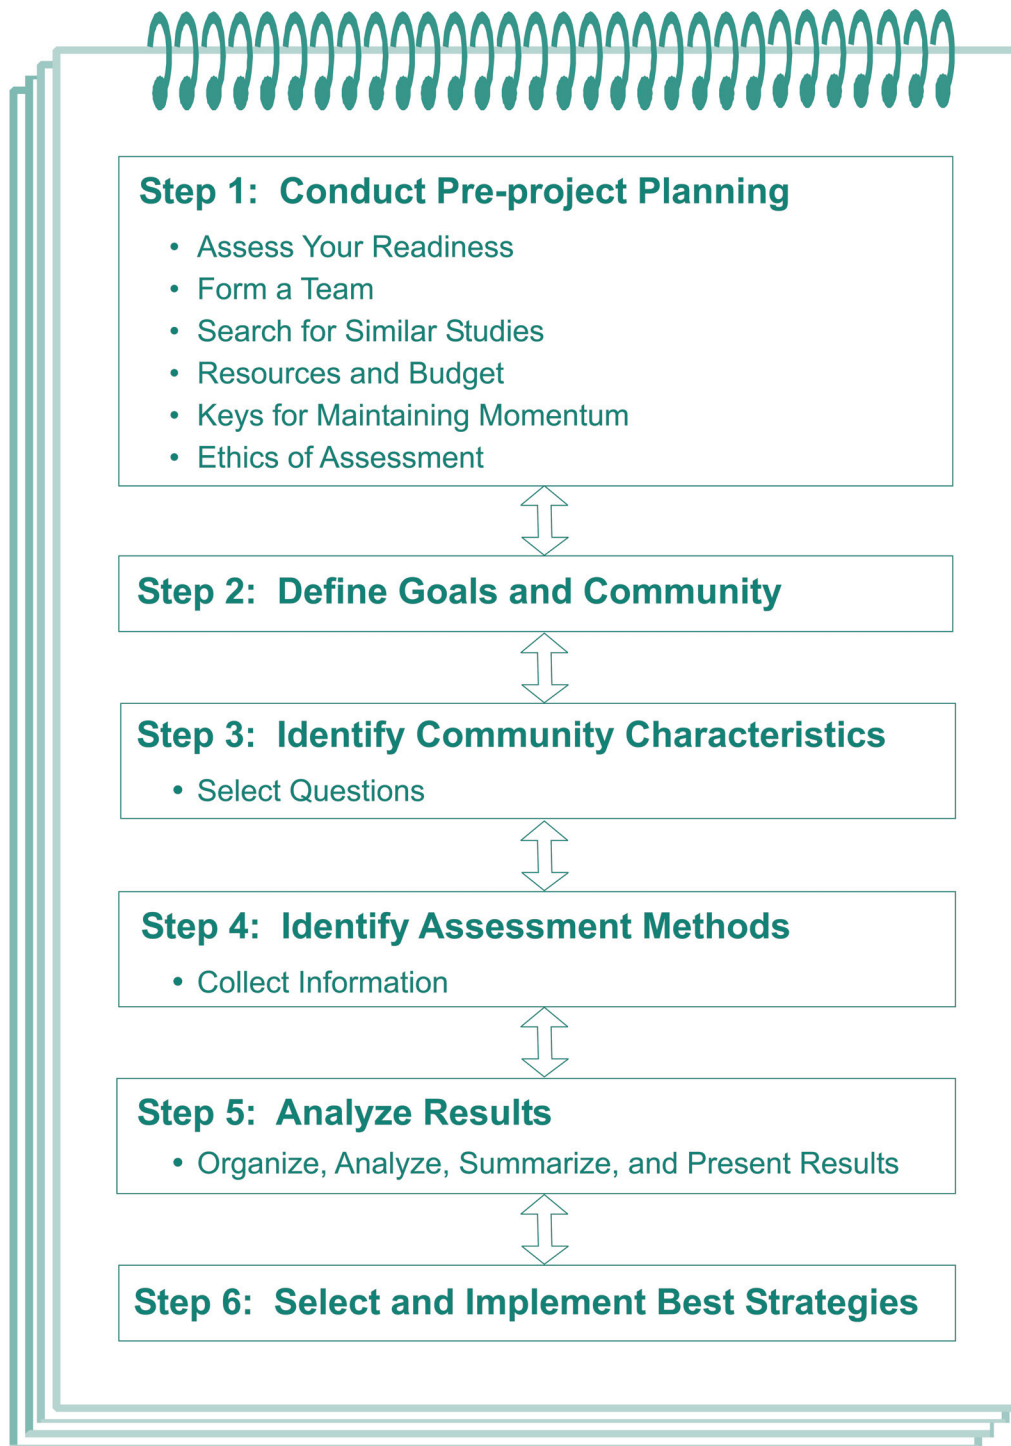 Step 1: Conduct Pre-project Planning
• Assess Your Readiness
• Form a Team
• Search for Similar Studies
• Resources and Budget
• Keys for Maintaining Momentum
• Ethics of Assessment
Step 2: Define Goals and Community
Step 3: Identify Community Characteristics
• Select Questions
Step 4: Identify Assessment Methods
• Collect Information
Step 5: Analyze Results
• Organize, Analyze, Summarize, and Present Results
Step 6: Select and Implement Best Strategies